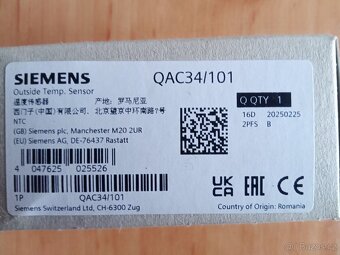 SIEMENS QAC34/101
Outside Temp. Sensor
温度传感器 产地: 罗马尼亚
西门子(中国)有限公司, 北京望京中环南路7号
NTC
Q QTY 1
16D 20250225
2PFS B
(GB) Siemens plc, Manchester M20 2UR
(EU) Siemens AG, DE-76437 Rastatt
4 047625 025526
1P QAC34/101
Siemens Switzerland Ltd, CH-6300 Zug
UK CA EAC CE
Country of Origin: Romania